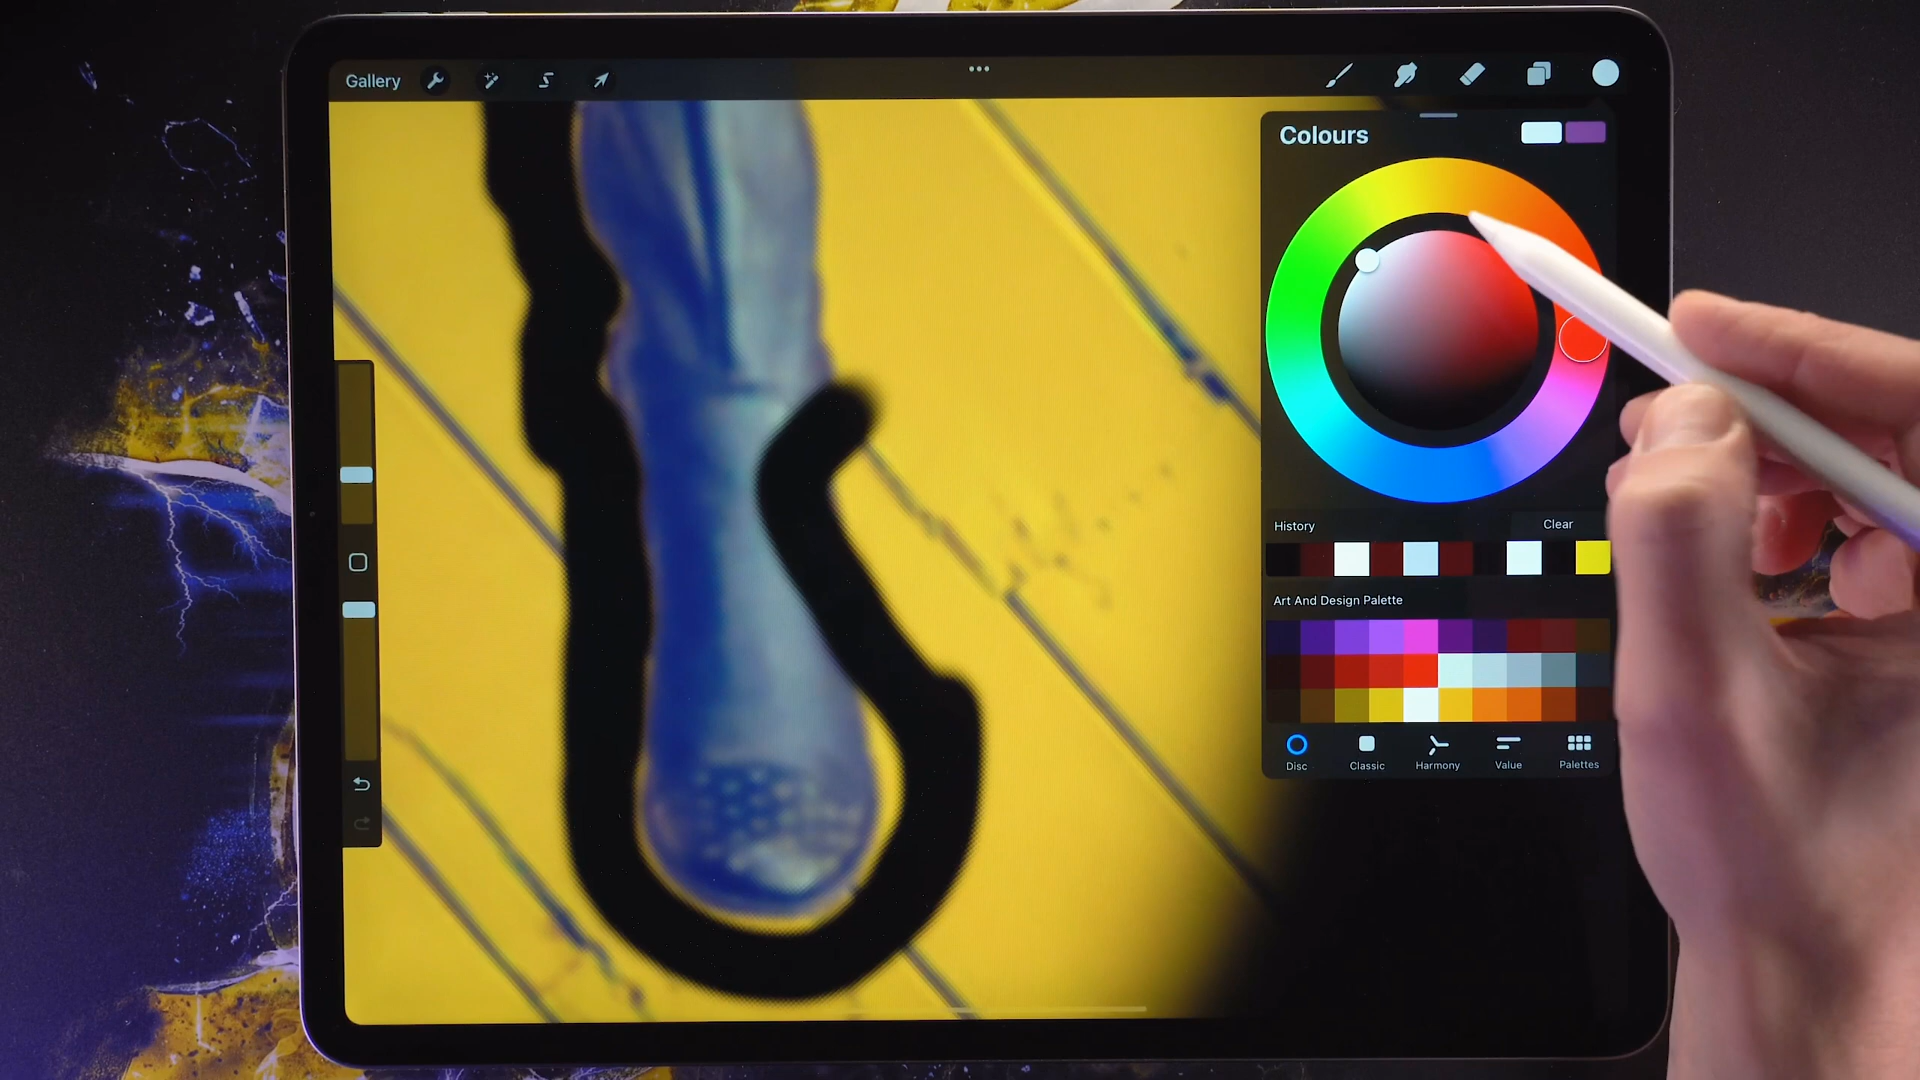 Gallery
Colours
History
Clear
Art And Design Palette
Disc
Classic
Harmony
Value
Palettes